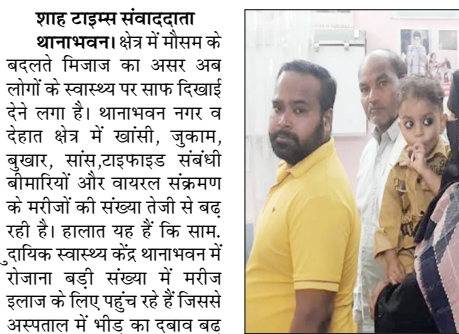 शाह टाइम्स संवाददाता
थानाभवन। क्षेत्र में मौसम के
बदलते मिजाज का असर अब
लोगों के स्वास्थ्य पर साफ दिखाई
देने लगा है। थानाभवन नगर व
देहात क्षेत्र में खांसी, जुकाम,
बुखार, सांस,टाइफाइड संबंधी
बीमारियों और वायरल संक्रमण
के मरीजों की संख्या तेजी से बढ़
रही है। हालात यह हैं कि साम.
ुदायिक स्वास्थ्य केंद्र थानाभवन में
रोजाना बड़ी संख्या में मरीज
इलाज के लिए पहुंच रहे हैं जिससे
अस्पताल में भीड़ का दबाव बढ़